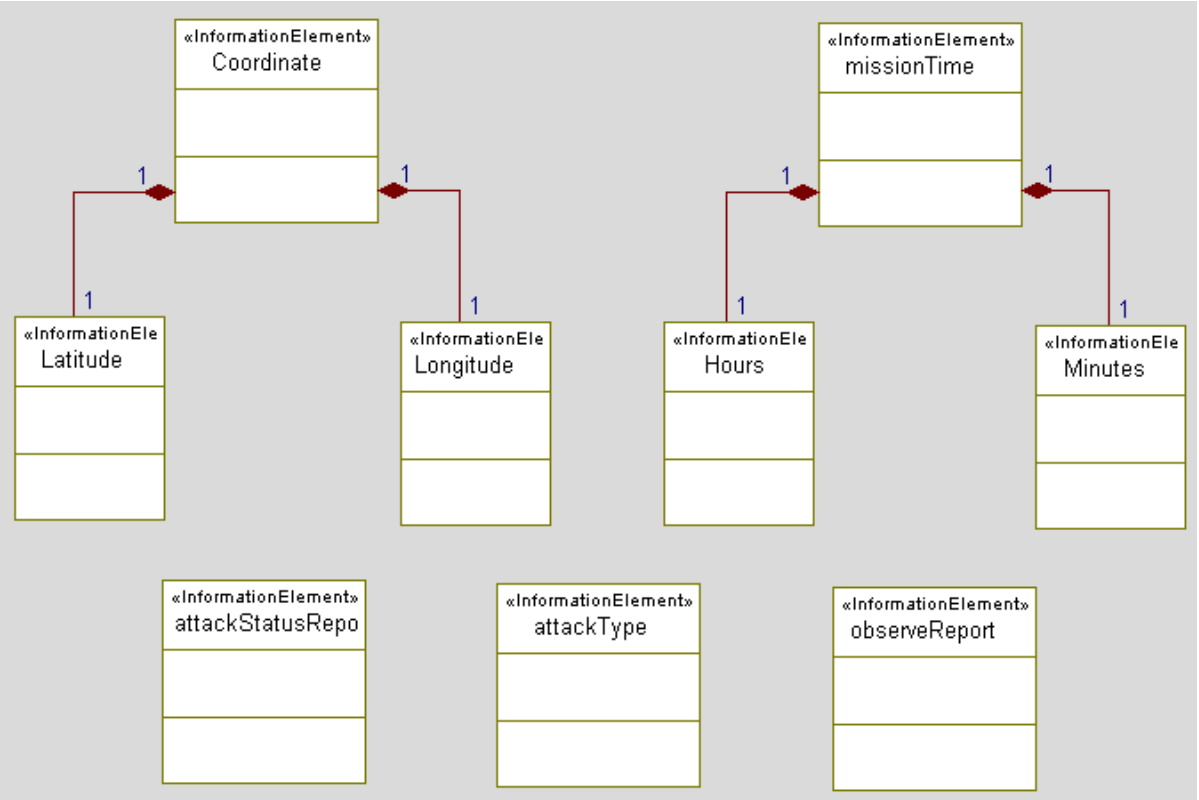 «InformationElement»
Coordinate
«InformationElement»
missionTime
1
1
1
1
1
1
1
1
«InformationEle
Latitude
«InformationEle
Longitude
«InformationEle
Hours
«InformationEle
Minutes
«InformationElement»
attackStatusRepo
«InformationElement»
attackType
«InformationElement»
observeReport